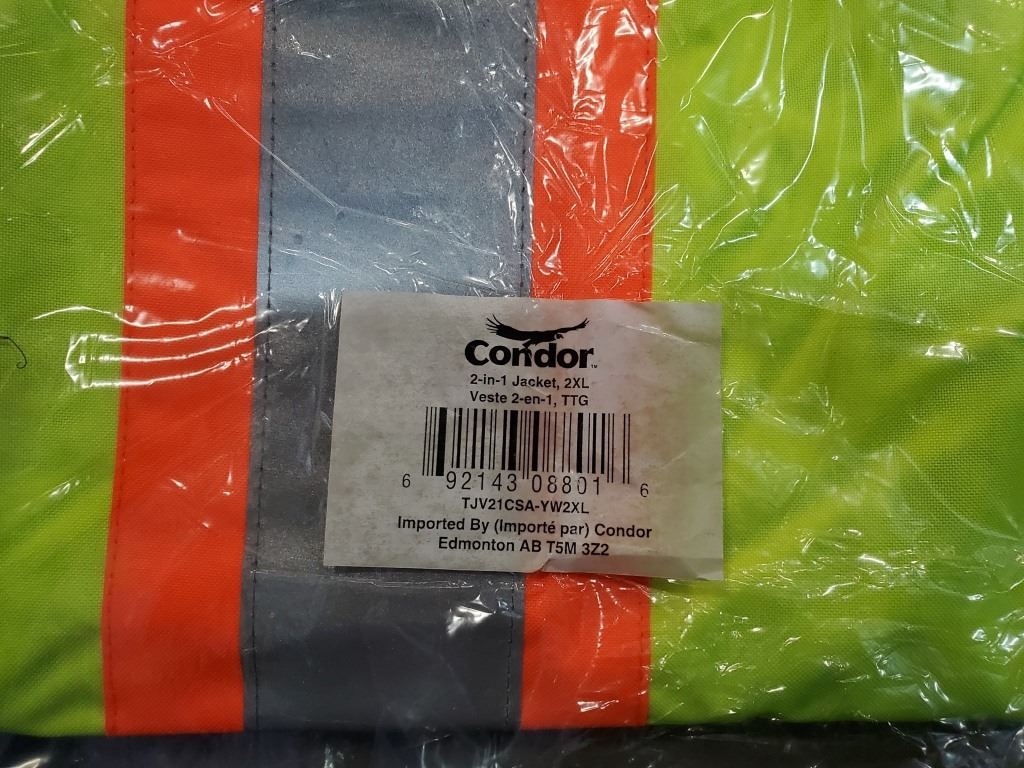 Condor™
2-in-1 Jacket, 2XL
Veste 2-en-1, TTG
6 92143 08801 6
TJV21CSA-YW2XL
Imported By (Importé par) Condor
Edmonton AB T5M 3Z2